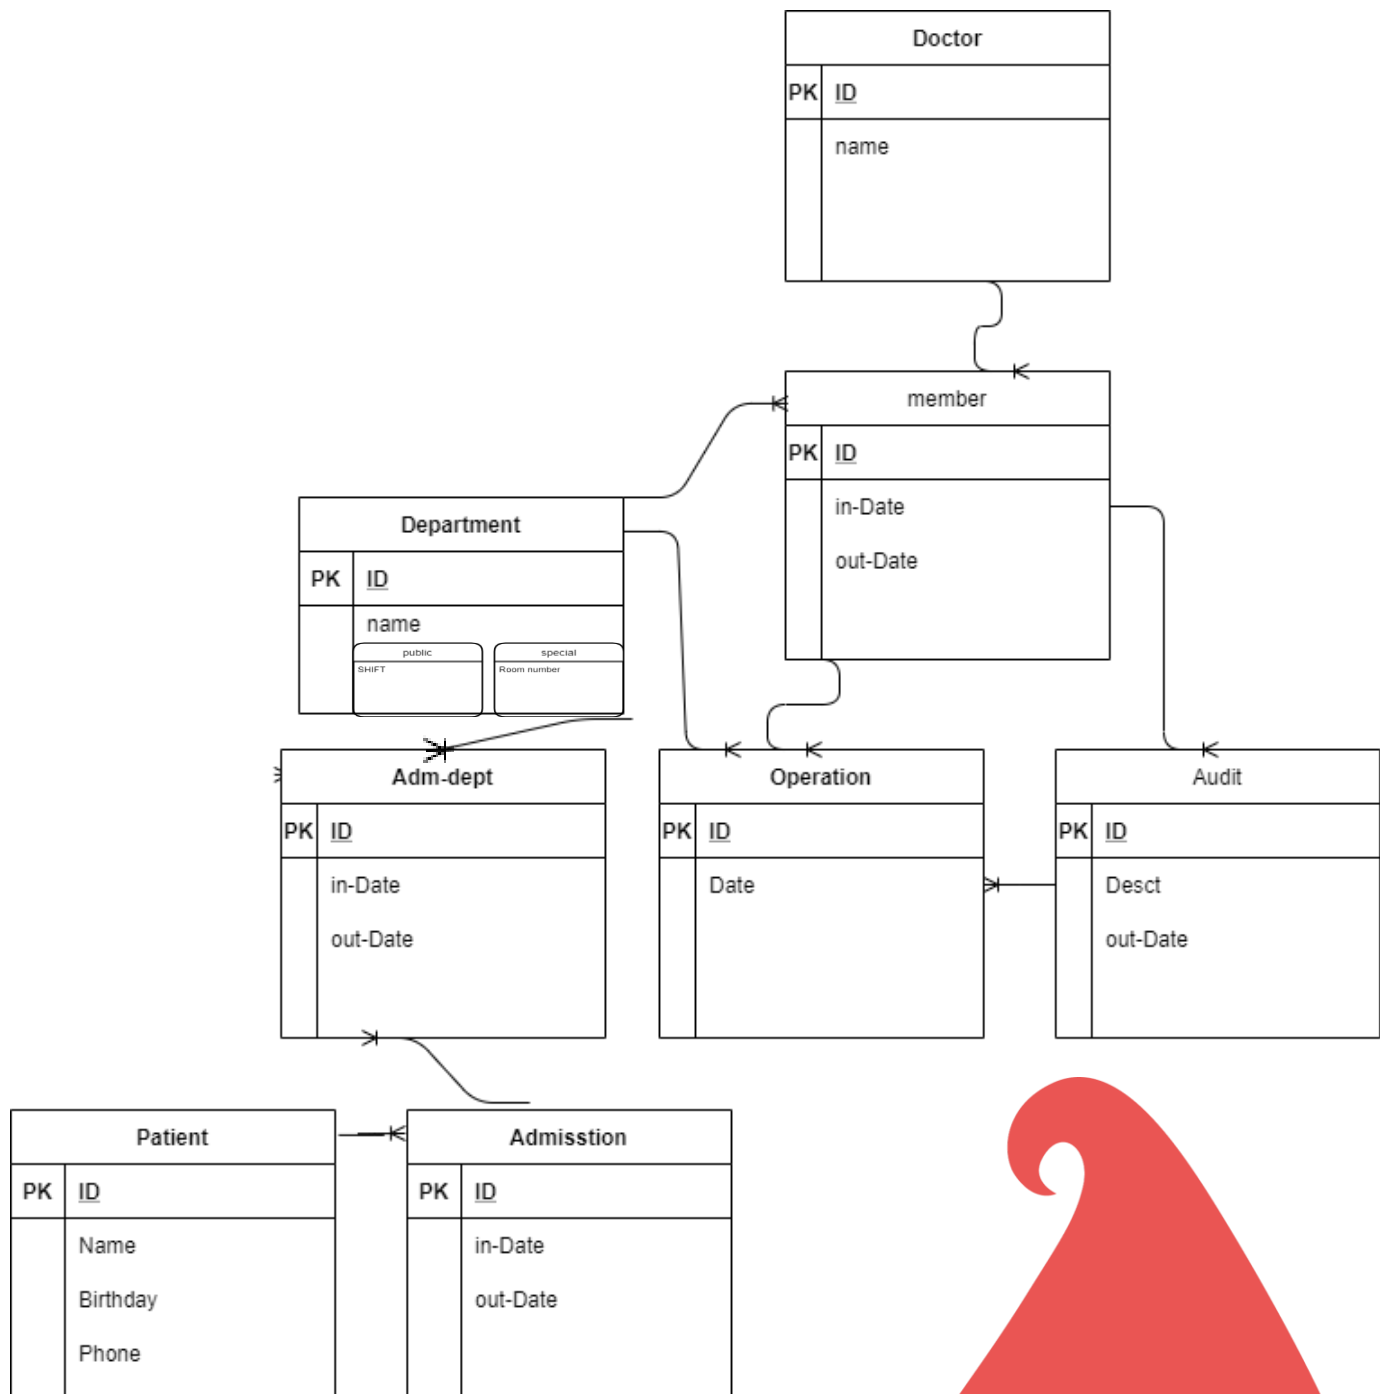 Doctor
PK ID
name
member
PK ID
in-Date
out-Date
Department
PK ID
name
public
SHIFT
special
Room number
Adm-dept
PK ID
in-Date
out-Date
Operation
PK ID
Date
Audit
PK ID
Desct
out-Date
Patient
PK ID
Name
Birthday
Phone
Admisstion
PK ID
in-Date
out-Date